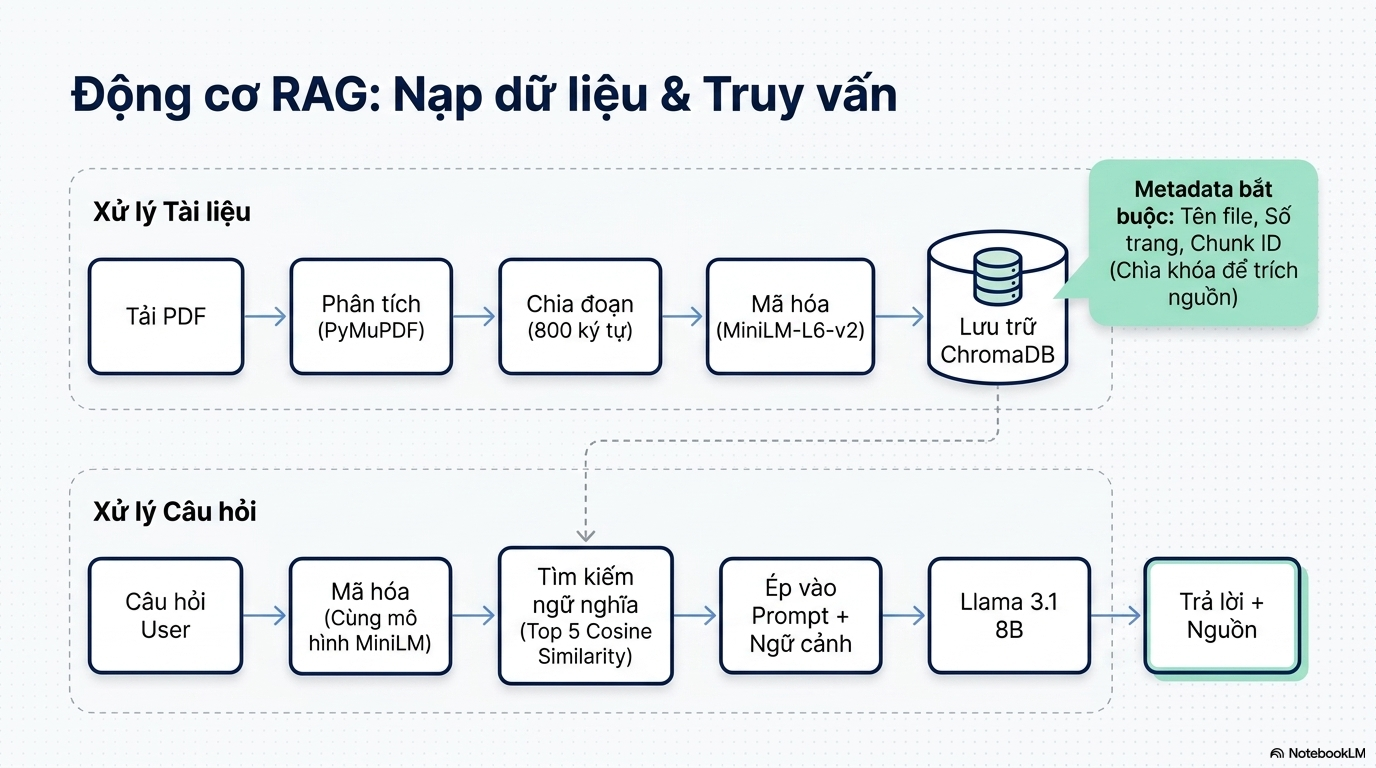 Động cơ RAG: Nạp dữ liệu & Truy vấn
Xử lý Tài liệu
Tải PDF
Phân tích
(PyMuPDF)
Chia đoạn
(800 ký tự)
Mã hóa
(MiniLM-L6-v2)
Lưu trữ
ChromaDB
Metadata bắt
buộc: Tên file, Số
trang, Chunk ID
(Chìa khóa để trích
nguồn)
Xử lý Câu hỏi
Câu hỏi
User
Mã hóa
(Cùng mô
hình MiniLM)
Tìm kiếm
ngữ nghĩa
(Top 5 Cosine
Similarity)
Ép vào
Prompt +
Ngữ cảnh
Llama 3.1
8B
Trả lời +
Nguồn
NotebookLM